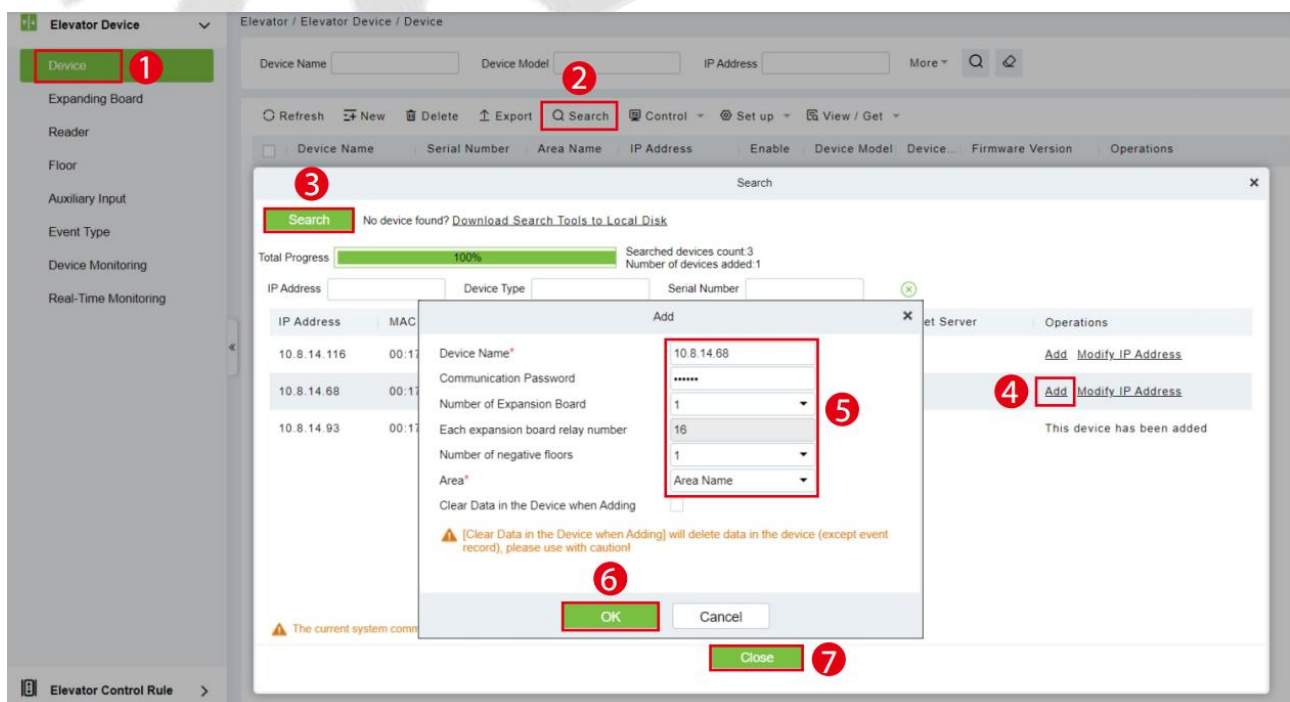 Elevator Device
Elevator / Elevator Device / Device
Device
1
Device Name
Device Model
IP Address
More
2
Expanding Board
Reader
Floor
Auxiliary Input
Event Type
Device Monitoring
Real-Time Monitoring
Refresh New Delete Export Search Control Set up View / Get
Device Name Serial Number Area Name IP Address Enable Device Model Device... Firmware Version Operations
3
Search
×
Search No device found? Download Search Tools to Local Disk
Total Progress 100% Searched devices count:3
Number of devices added:1
IP Address Device Type Serial Number
IP Address MAC et Server Operations
10.8.14.116 00:17 Add Modify IP Address
10.8.14.68 00:17 4 Add Modify IP Address
10.8.14.93 00:17 This device has been added
Add
×
Device Name* 10.8.14.68
Communication Password ••••••
Number of Expansion Board 1
5
Each expansion board relay number 16
Number of negative floors 1
Area* Area Name
Clear Data in the Device when Adding
[Clear Data in the Device when Adding] will delete data in the device (except event
record), please use with caution!
6
OK Cancel
The current system comm
Close 7
«
Elevator Control Rule >